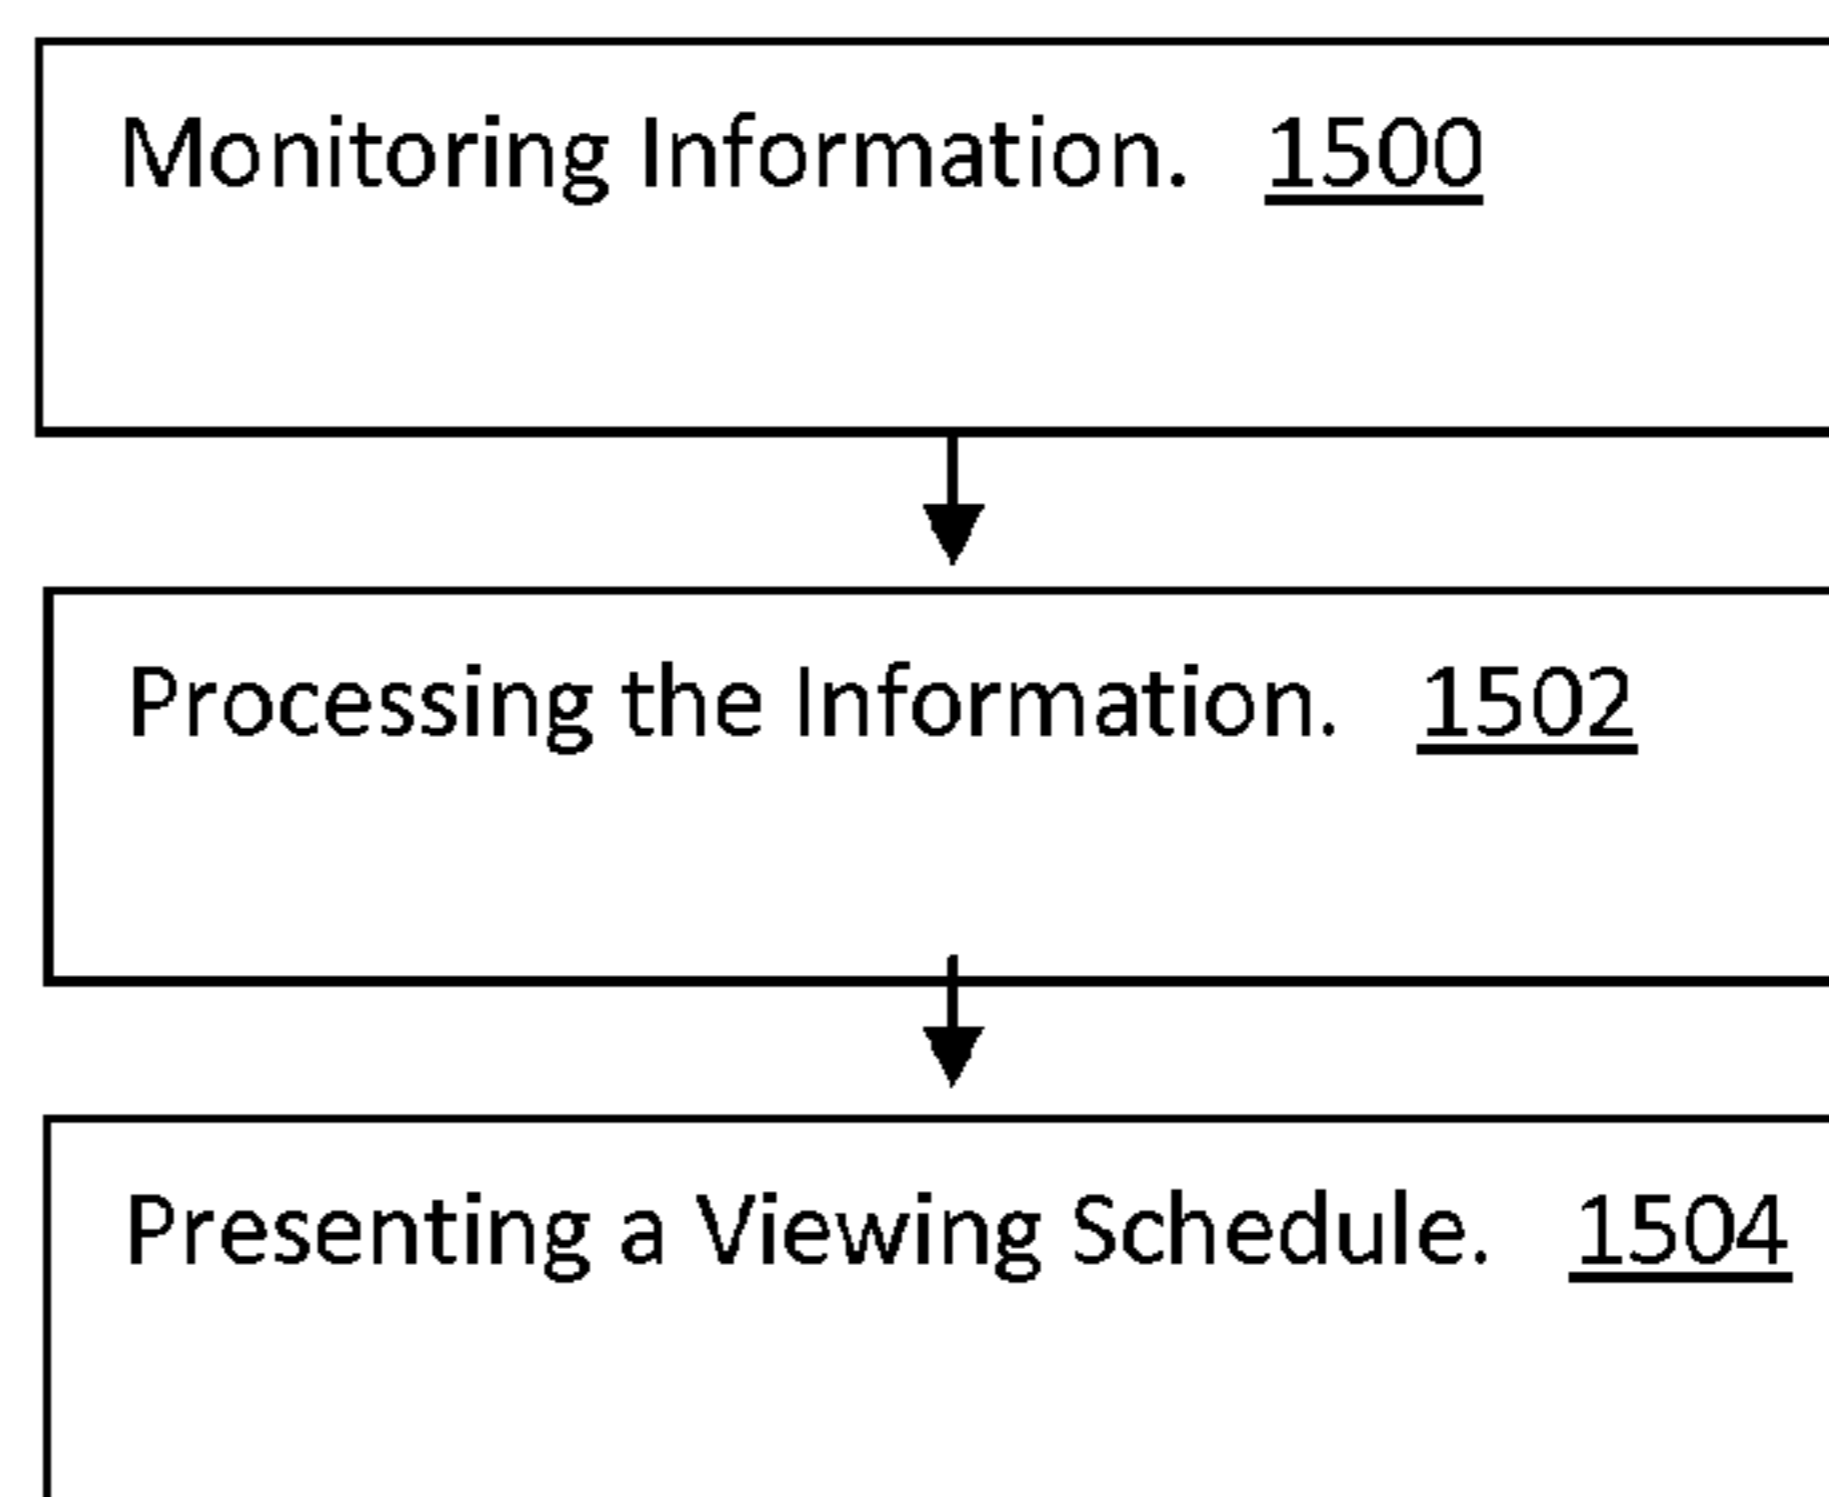 Monitoring Information. 1500
Processing the Information. 1502
Presenting a Viewing Schedule. 1504